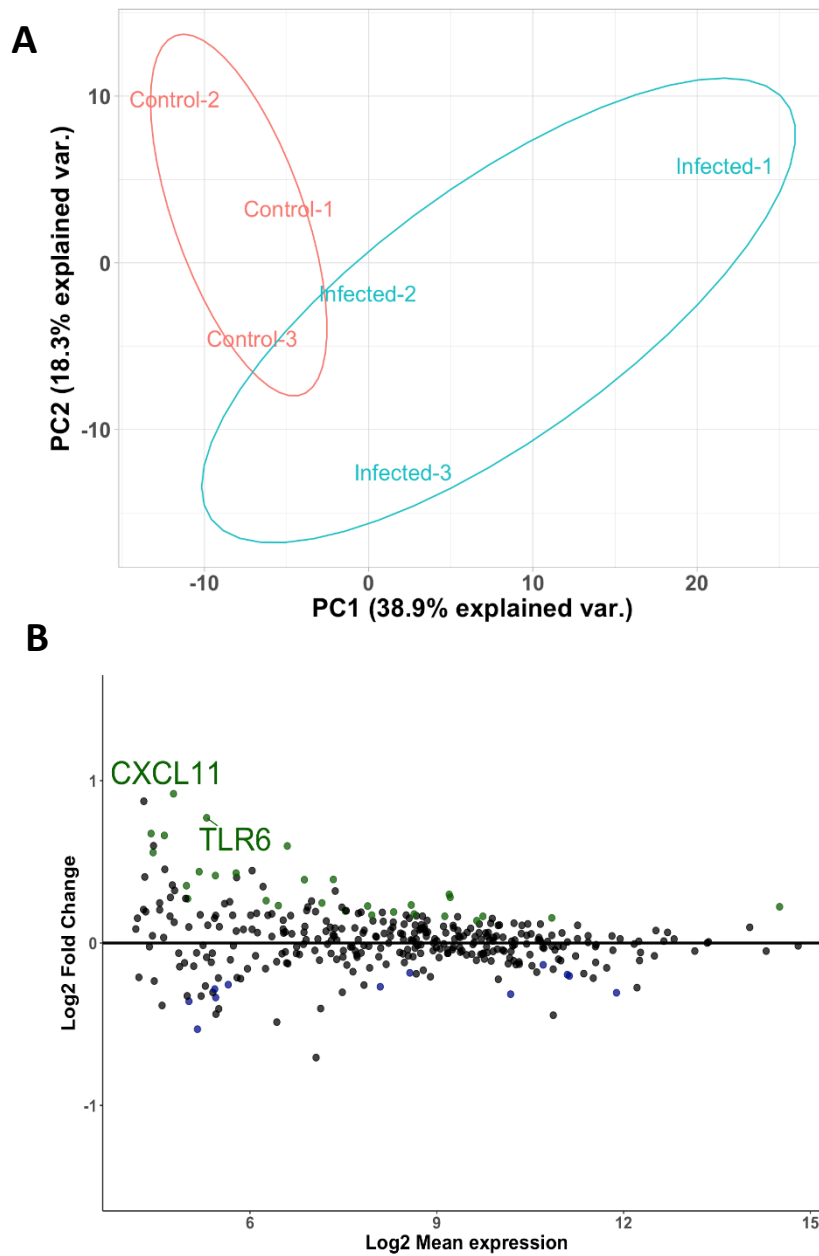 A
Control-2
Infected-1
Control-1
Infected-2
Control-3
Infected-3
10
0
-10
PC2 (18.3% explained var.)
-10
0
10
20
PC1 (38.9% explained var.)
B
CXCL11
TLR6
1
0
-1
Log2 Fold Change
6
9
12
15
Log2 Mean expression